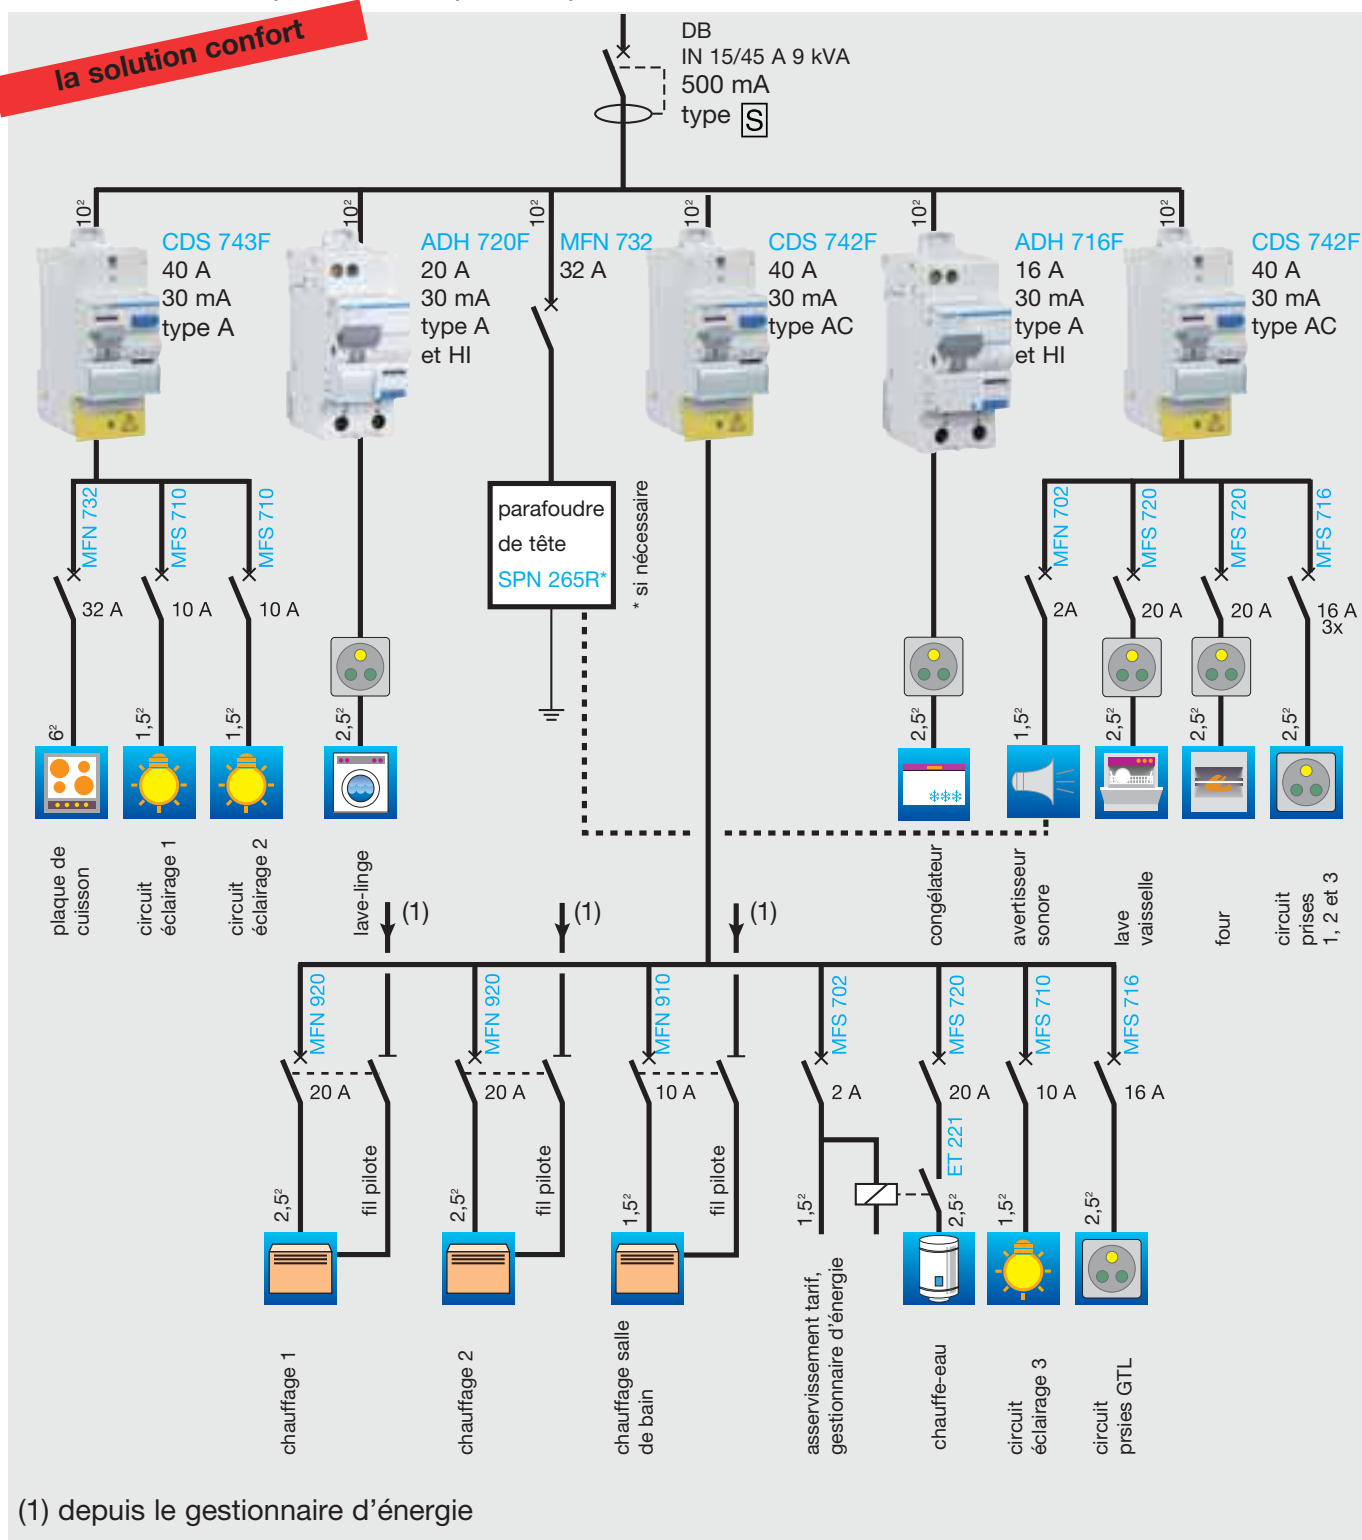 la solution confort
DB
IN 15/45 A 9 kVA
500 mA
type S
10²
10²
10²
10²
10²
10²
CDS 743F
40 A
30 mA
type A
ADH 720F
20 A
30 mA
type A
et HI
MFN 732
32 A
CDS 742F
40 A
30 mA
type AC
ADH 716F
16 A
30 mA
type A
et HI
CDS 742F
40 A
30 mA
type AC
MFN 732
MFS 710
MFS 710
32 A
10 A
10 A
parafoudre
de tête
SPN 265R*
* si nécessaire
MFN 702
MFS 720
MFS 720
MFS 716
2A
20 A
20 A
16 A
3x
6²
1,5²
1,5²
2,5²
2,5²
1,5²
2,5²
2,5²
2,5²
plaque de
cuisson
circuit
éclairage 1
circuit
éclairage 2
lave-linge
congélateur
avertisseur
sonore
lave
vaisselle
four
circuit
prises
1, 2 et 3
(1)
(1)
(1)
MFN 920
MFN 920
MFN 910
MFS 702
MFS 720
MFS 710
MFS 716
20 A
20 A
10 A
2 A
20 A
10 A
16 A
ET 221
2,5²
fil pilote
2,5²
fil pilote
1,5²
fil pilote
1,5²
2,5²
1,5²
2,5²
chauffage 1
chauffage 2
chauffage salle
de bain
asservissement tarif,
gestionnaire d'énergie
chauffe-eau
circuit
éclairage 3
circuit
prsies GTL
(1) depuis le gestionnaire d'énergie